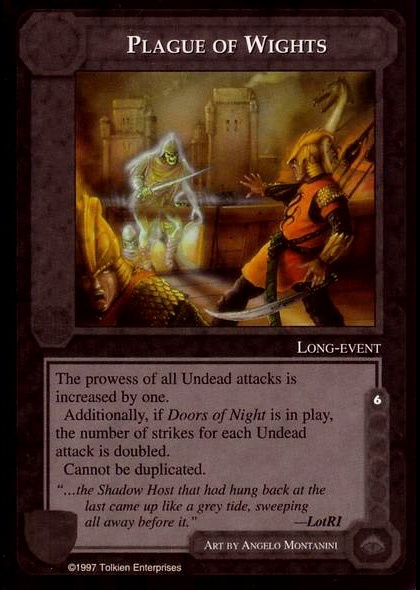 PLAGUE OF WIGHTS
LONG-EVENT
The prowess of all Undead attacks is
increased by one.
Additionally, if Doors of Night is in play,
the number of strikes for each Undead
attack is doubled.
Cannot be duplicated.
6
“...the Shadow Host that had hung back at the
last came up like a grey tide, sweeping
all away before it.” —LotRI
ART BY ANGELO MONTANINI
©1997 Tolkien Enterprises